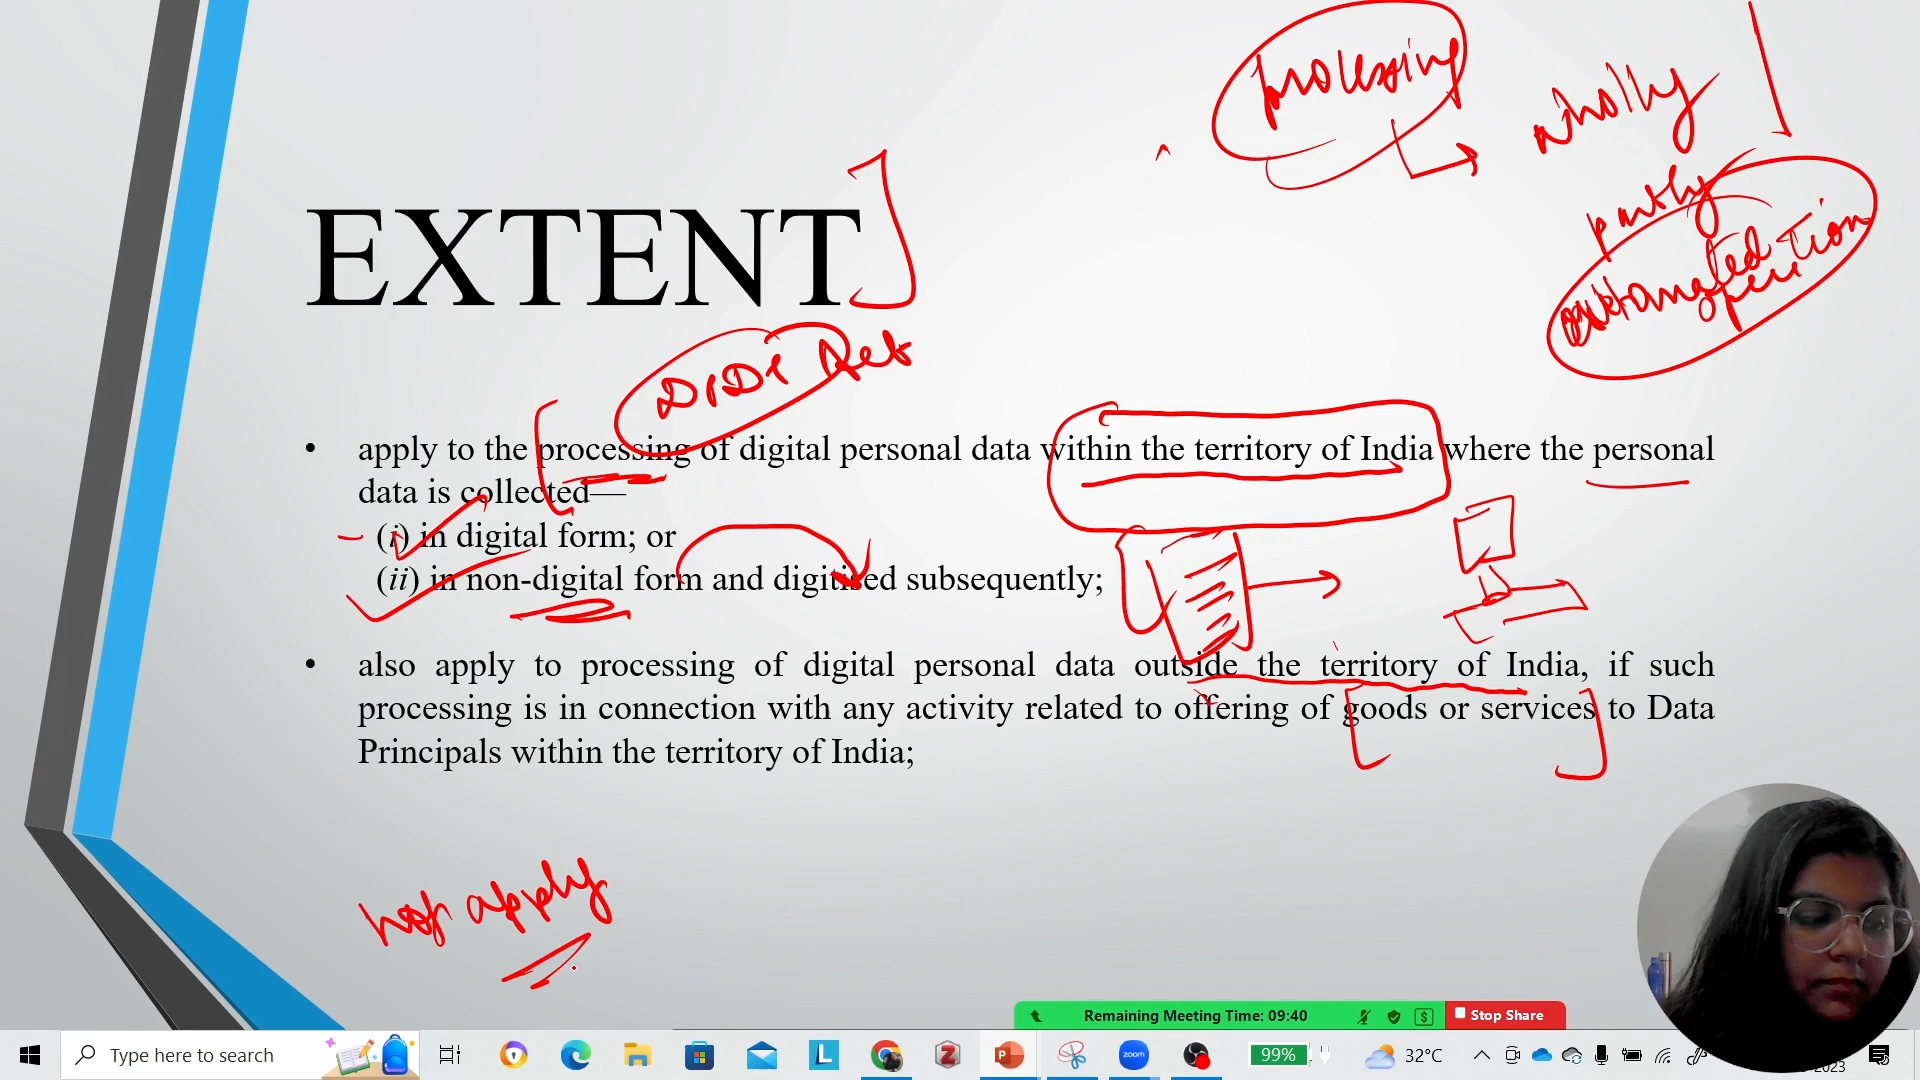 processing
wholly
partly
EXTENT
DPDP Act
• apply to the processing of digital personal data within the territory of India where the personal
data is collected—
(i) in digital form; or
(ii) in non-digital form and digitised subsequently;
• also apply to processing of digital personal data outside the territory of India, if such
processing is in connection with any activity related to offering of goods or services to Data
Principals within the territory of India;
not apply
Remaining Meeting Time: 09:40
Stop Share
Type here to search
L
Z
zoom
99%
32°C
2023